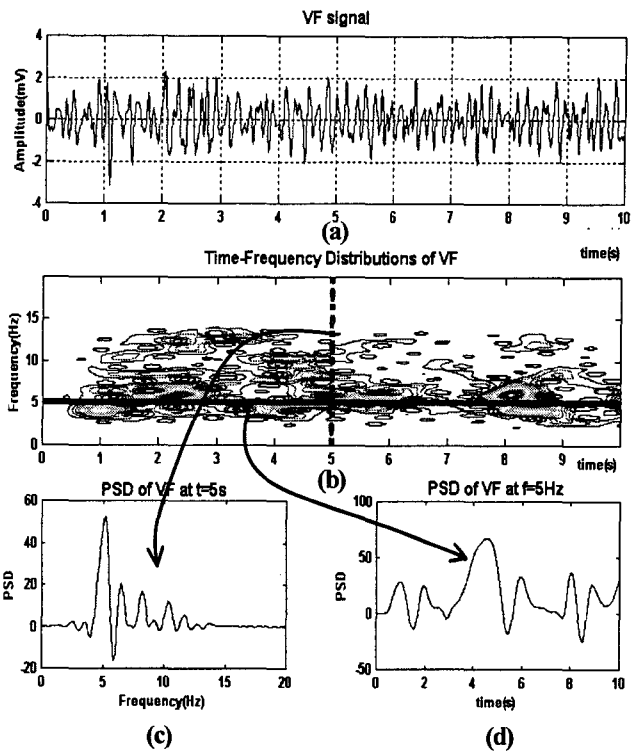 VF signal
Amplitude(mV)
4
2
0
-2
-4
0 1 2 3 4 5 6 7 8 9 10
(a)
time(s)
Time-Frequency Distributions of VF
Frequency(Hz)
15
10
5
0
0 1 2 3 4 5 6 7 8 9
(b)
time(s)
PSD of VF at t=5s
PSD
60
40
20
0
-20
0 5 10 15 20
Frequency(Hz)
(c)
PSD of VF at f=5Hz
PSD
100
50
0
-50
0 2 4 6 8 10
time(s)
(d)